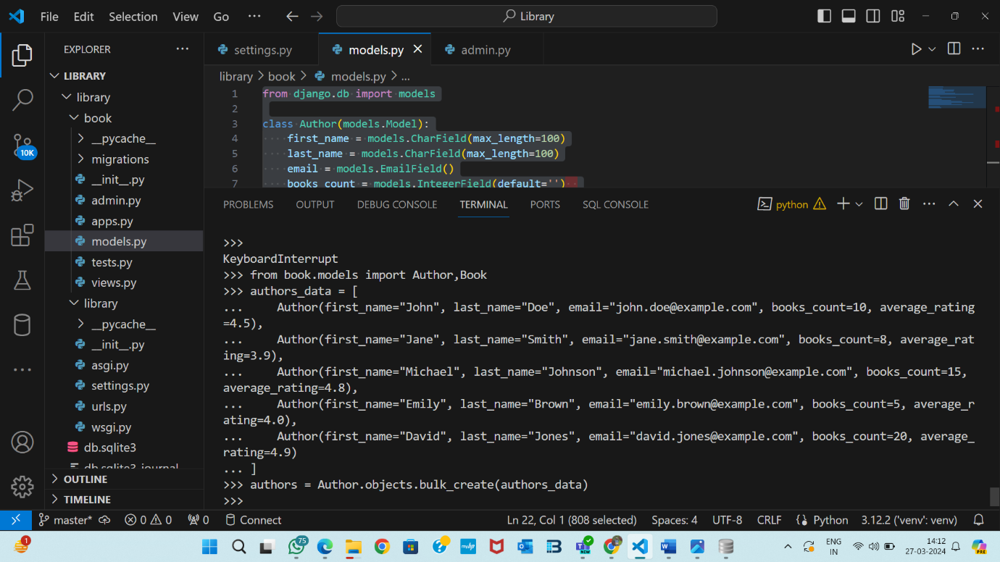 File Edit Selection View Go ··· Library
EXPLORER ···
settings.py models.py admin.py
LIBRARY
library > book > models.py > ...
library
book
__pycache__
migrations
__init__.py
admin.py
apps.py
models.py
tests.py
views.py
library
__pycache__
__init__.py
asgi.py
settings.py
urls.py
wsgi.py
db.sqlite3
db.sqlite3-journal
OUTLINE
TIMELINE
10K
1 from django.db import models
2
3 class Author(models.Model):
4 ····first_name = models.CharField(max_length=100)
5 ····last_name = models.CharField(max_length=100)
6 ····email = models.EmailField()
7 ····books_count = models.IntegerField(default='')
PROBLEMS OUTPUT DEBUG CONSOLE TERMINAL PORTS SQL CONSOLE python
>>>
KeyboardInterrupt
>>> from book.models import Author,Book
>>> authors_data = [
...     Author(first_name="John", last_name="Doe", email="john.doe@example.com", books_count=10, average_rating
=4.5),
...     Author(first_name="Jane", last_name="Smith", email="jane.smith@example.com", books_count=8, average_rat
ing=3.9),
...     Author(first_name="Michael", last_name="Johnson", email="michael.johnson@example.com", books_count=15,
average_rating=4.8),
...     Author(first_name="Emily", last_name="Brown", email="emily.brown@example.com", books_count=5, average_r
ating=4.0),
...     Author(first_name="David", last_name="Jones", email="david.jones@example.com", books_count=20, average_
rating=4.9)
... ]
>>> authors = Author.objects.bulk_create(authors_data)
>>>
master* 0 0 0 Connect Ln 22, Col 1 (808 selected) Spaces: 4 UTF-8 CRLF Python 3.12.2 ('venv': venv)
1 75 NEW ENG 14:12 PRE
IN 27-03-2024